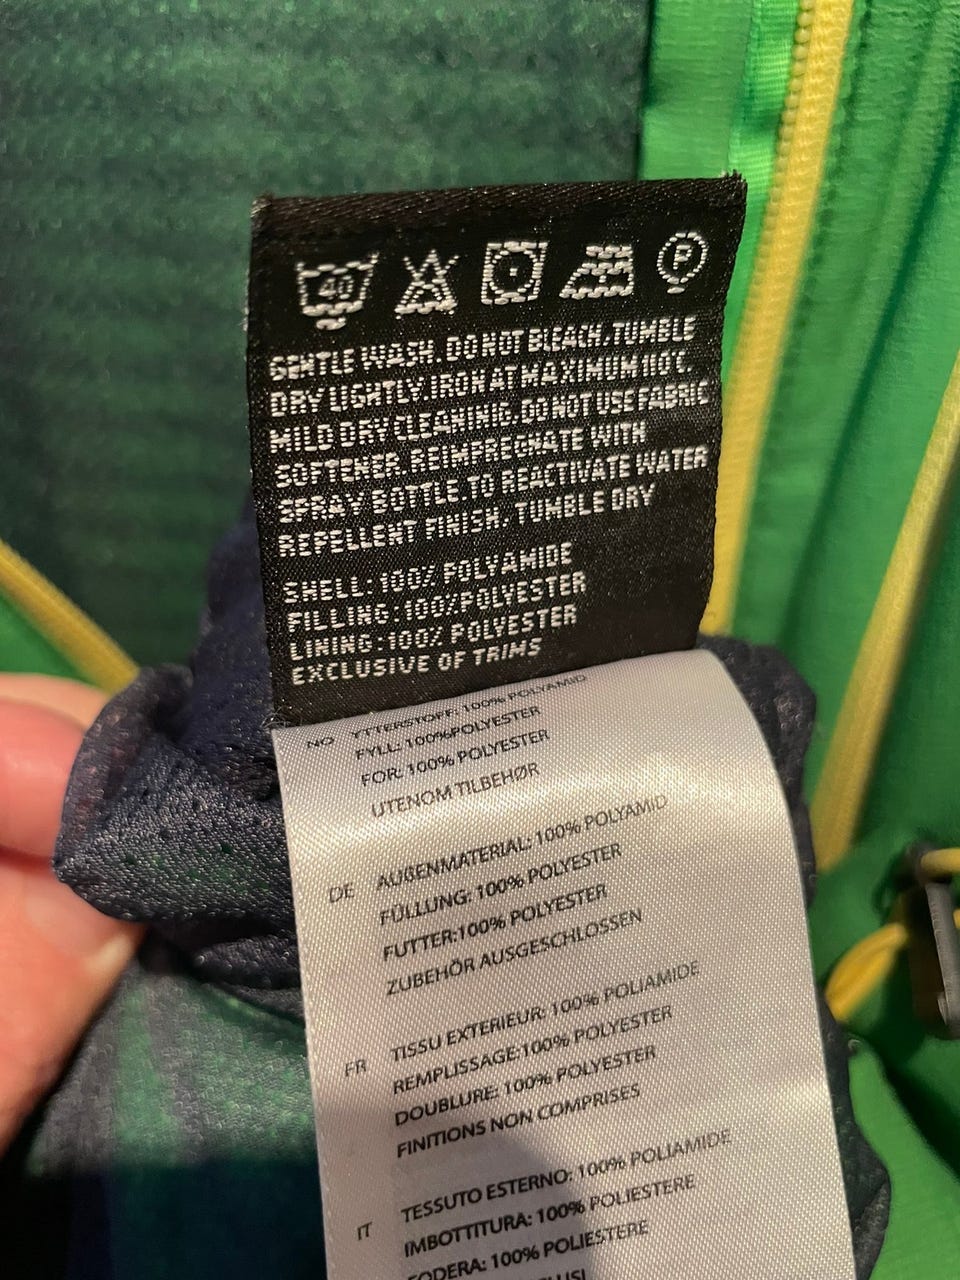 40 P
GENTLE WASH. DO NOT BLEACH. TUMBLE
DRY LIGHTLY. IRON AT MAXIMUM 110 C
MILD DRY CLEANING. DO NOT USE FABRIC
SOFTENER. REIMPREGNATE WITH
SPRAY BOTTLE TO REACTIVATE WATER
REPELLENT FINISH. TUMBLE DRY
SHELL: 100% POLYAMIDE
FILLING: 100% POLYESTER
LINING: 100% POLYESTER
EXCLUSIVE OF TRIMS
NO YTTERSTOFF: 100% POLYAMID
FYLL: 100%POLYESTER
FOR: 100% POLYESTER
UTENOM TILBEHØR
DE AUßENMATERIAL: 100% POLYAMID
FÜLLUNG: 100% POLYESTER
FUTTER:100% POLYESTER
ZUBEHÖR AUSGESCHLOSSEN
FR TISSU EXTERIEUR: 100% POLIAMIDE
REMPLISSAGE:100% POLYESTER
DOUBLURE: 100% POLYESTER
FINITIONS NON COMPRISES
IT TESSUTO ESTERNO: 100% POLIAMIDE
IMBOTTITURA: 100% POLIESTERE
FODERA: 100% POLIESTERE